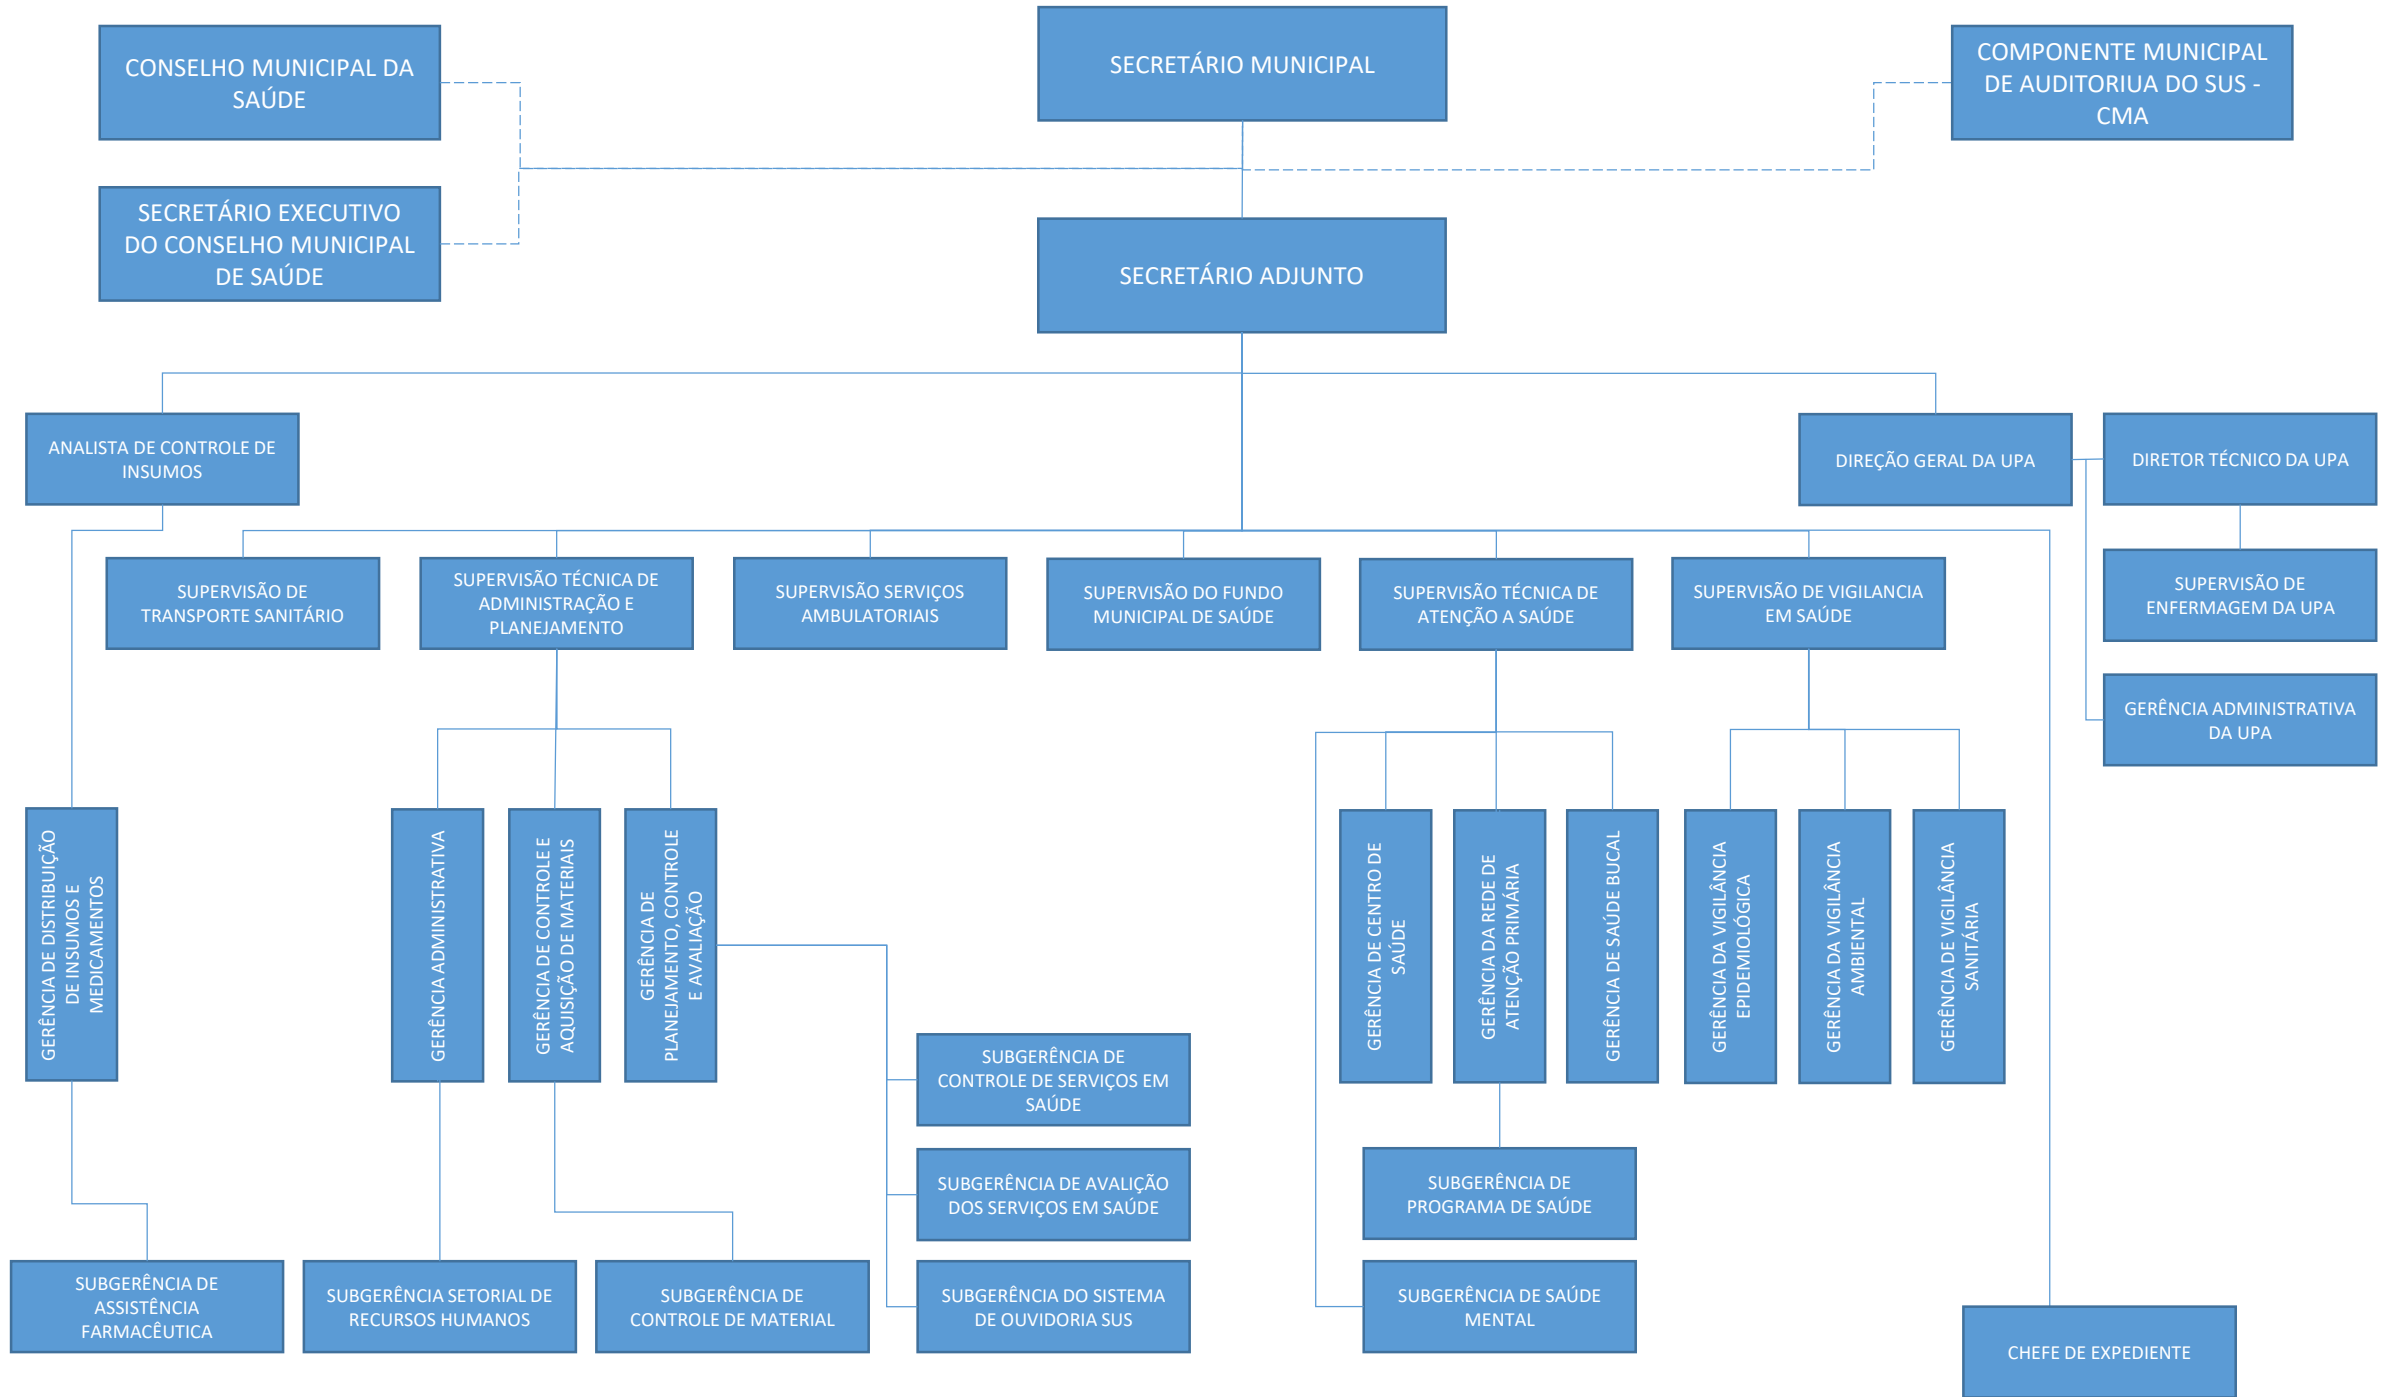 CONSELHO MUNICIPAL DA
SAÚDE
SECRETÁRIO MUNICIPAL
COMPONENTE MUNICIPAL
DE AUDITORIUA DO SUS -
CMA
SECRETÁRIO EXECUTIVO
DO CONSELHO MUNICIPAL
DE SAÚDE
SECRETÁRIO ADJUNTO
ANALISTA DE CONTROLE DE
INSUMOS
DIREÇÃO GERAL DA UPA
DIRETOR TÉCNICO DA UPA
SUPERVISÃO DE
TRANSPORTE SANITÁRIO
SUPERVISÃO TÉCNICA DE
ADMINISTRAÇÃO E
PLANEJAMENTO
SUPERVISÃO SERVIÇOS
AMBULATORIAIS
SUPERVISÃO DO FUNDO
MUNICIPAL DE SAÚDE
SUPERVISÃO TÉCNICA DE
ATENÇÃO A SAÚDE
SUPERVISÃO DE VIGILANCIA
EM SAÚDE
SUPERVISÃO DE
ENFERMAGEM DA UPA
GERÊNCIA ADMINISTRATIVA
DA UPA
GERÊNCIA DE DISTRIBUIÇÃO
DE INSUMOS E
MEDICAMENTOS
GERÊNCIA ADMINISTRATIVA
GERÊNCIA DE CONTROLE E
AQUISIÇÃO DE MATERIAIS
GERÊNCIA DE
PLANEJAMENTO, CONTROLE
E AVALIAÇÃO
GERÊNCIA DE CENTRO DE
SAÚDE
GERÊNCIA DA REDE DE
ATENÇÃO PRIMÁRIA
GERÊNCIA DE SAÚDE BUCAL
GERÊNCIA DA VIGILÂNCIA
EPIDEMIOLÓGICA
GERÊNCIA DA VIGILÂNCIA
AMBIENTAL
GERÊNCIA DE VIGILÂNCIA
SANITÁRIA
SUBGERÊNCIA DE
CONTROLE DE SERVIÇOS EM
SAÚDE
SUBGERÊNCIA DE AVALIÇÃO
DOS SERVIÇOS EM SAÚDE
SUBGERÊNCIA DE
PROGRAMA DE SAÚDE
SUBGERÊNCIA DE
ASSISTÊNCIA
FARMACÊUTICA
SUBGERÊNCIA SETORIAL DE
RECURSOS HUMANOS
SUBGERÊNCIA DE
CONTROLE DE MATERIAL
SUBGERÊNCIA DO SISTEMA
DE OUVIDORIA SUS
SUBGERÊNCIA DE SAÚDE
MENTAL
CHEFE DE EXPEDIENTE